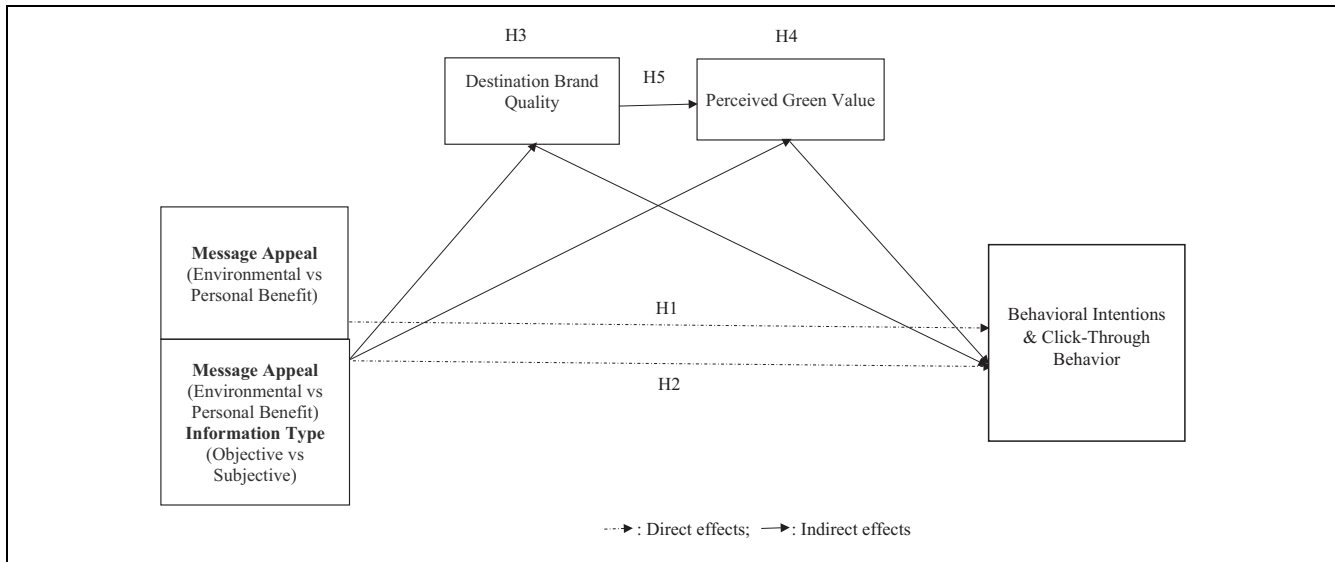 H3
H4
Destination Brand
Quality
H5
Perceived Green Value
Message Appeal
(Environmental vs
Personal Benefit)
H1
Behavioral Intentions
& Click-Through
Behavior
Message Appeal
(Environmental vs
Personal Benefit)
Information Type
(Objective vs
Subjective)
H2
: Direct effects; : Indirect effects